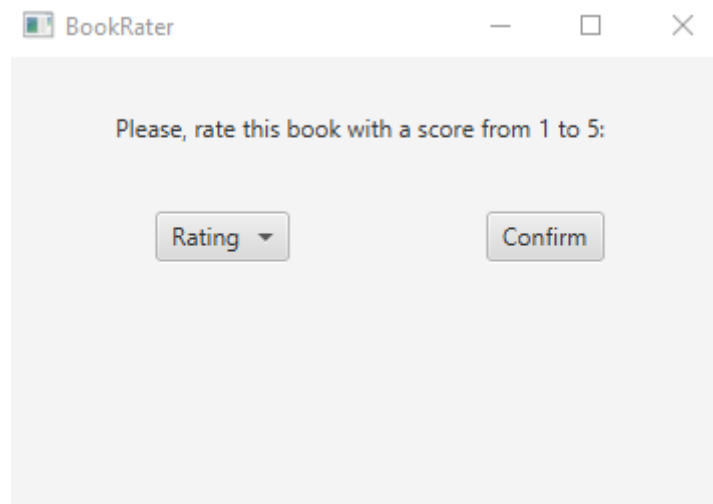 BookRater
Please, rate this book with a score from 1 to 5:
Rating
Confirm